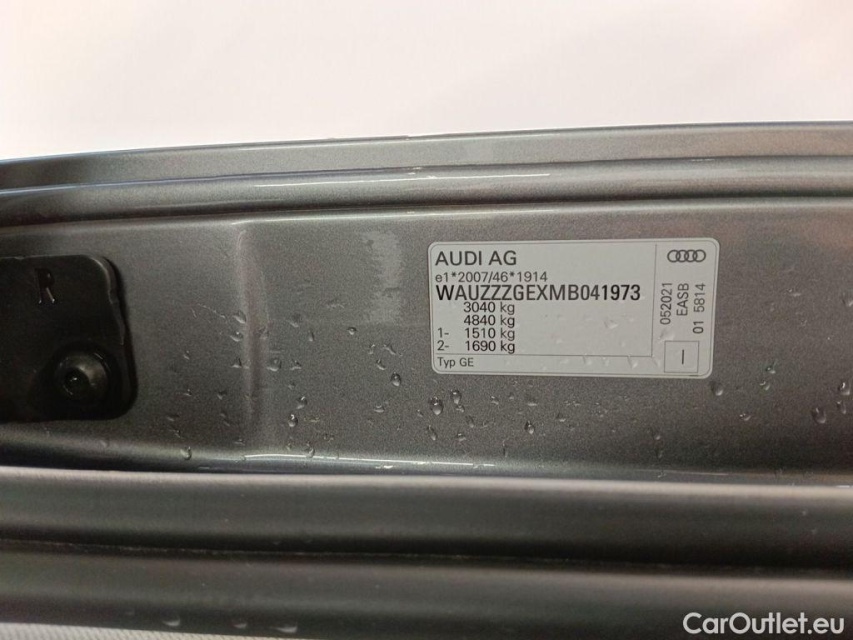 R
AUDI AG
e1*2007/46*1914
WAUZZZGEXMB041973
3040 kg
4840 kg
1- 1510 kg
2- 1690 kg
Typ GE
052021
EASB
01 5814
I
CarOutlet.eu